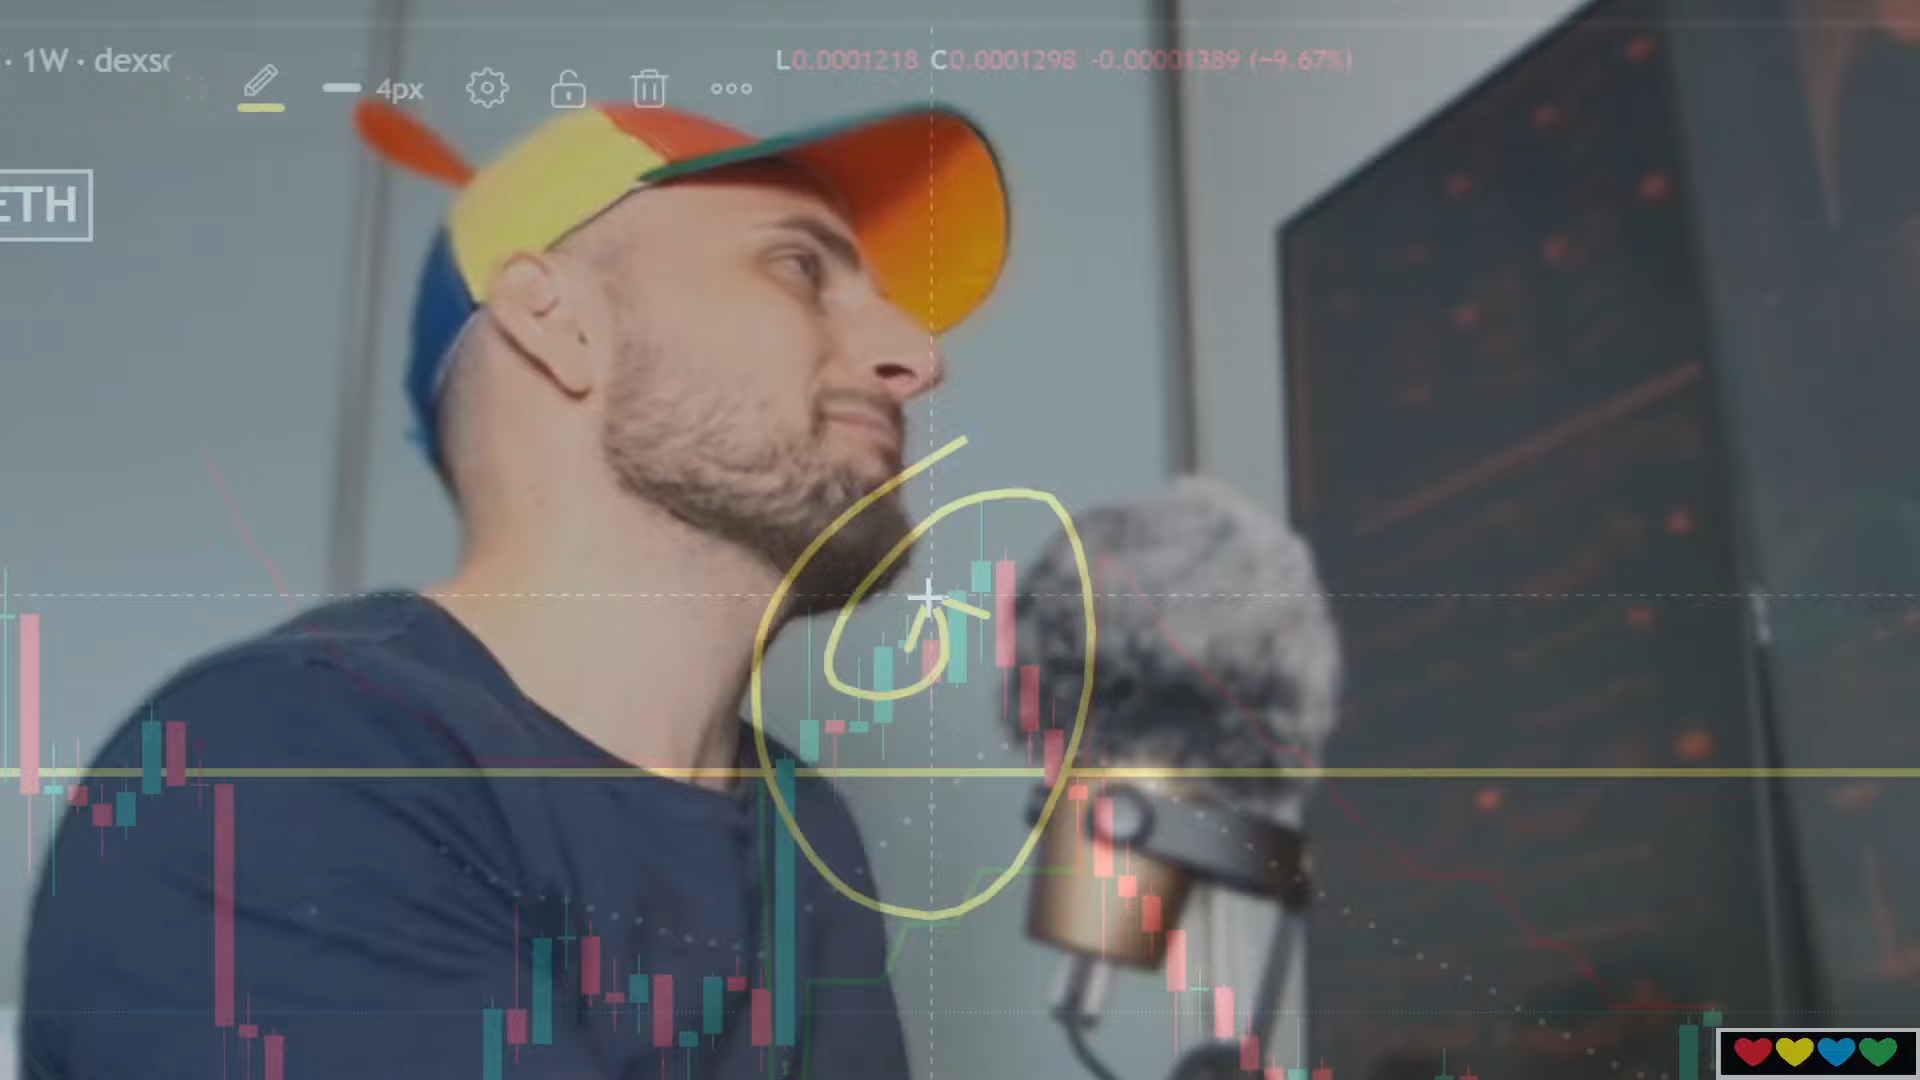 · 1W · dexsc
4px
L0.0001218 C0.0001298 -0.00001389 (-9.67%)
ETH